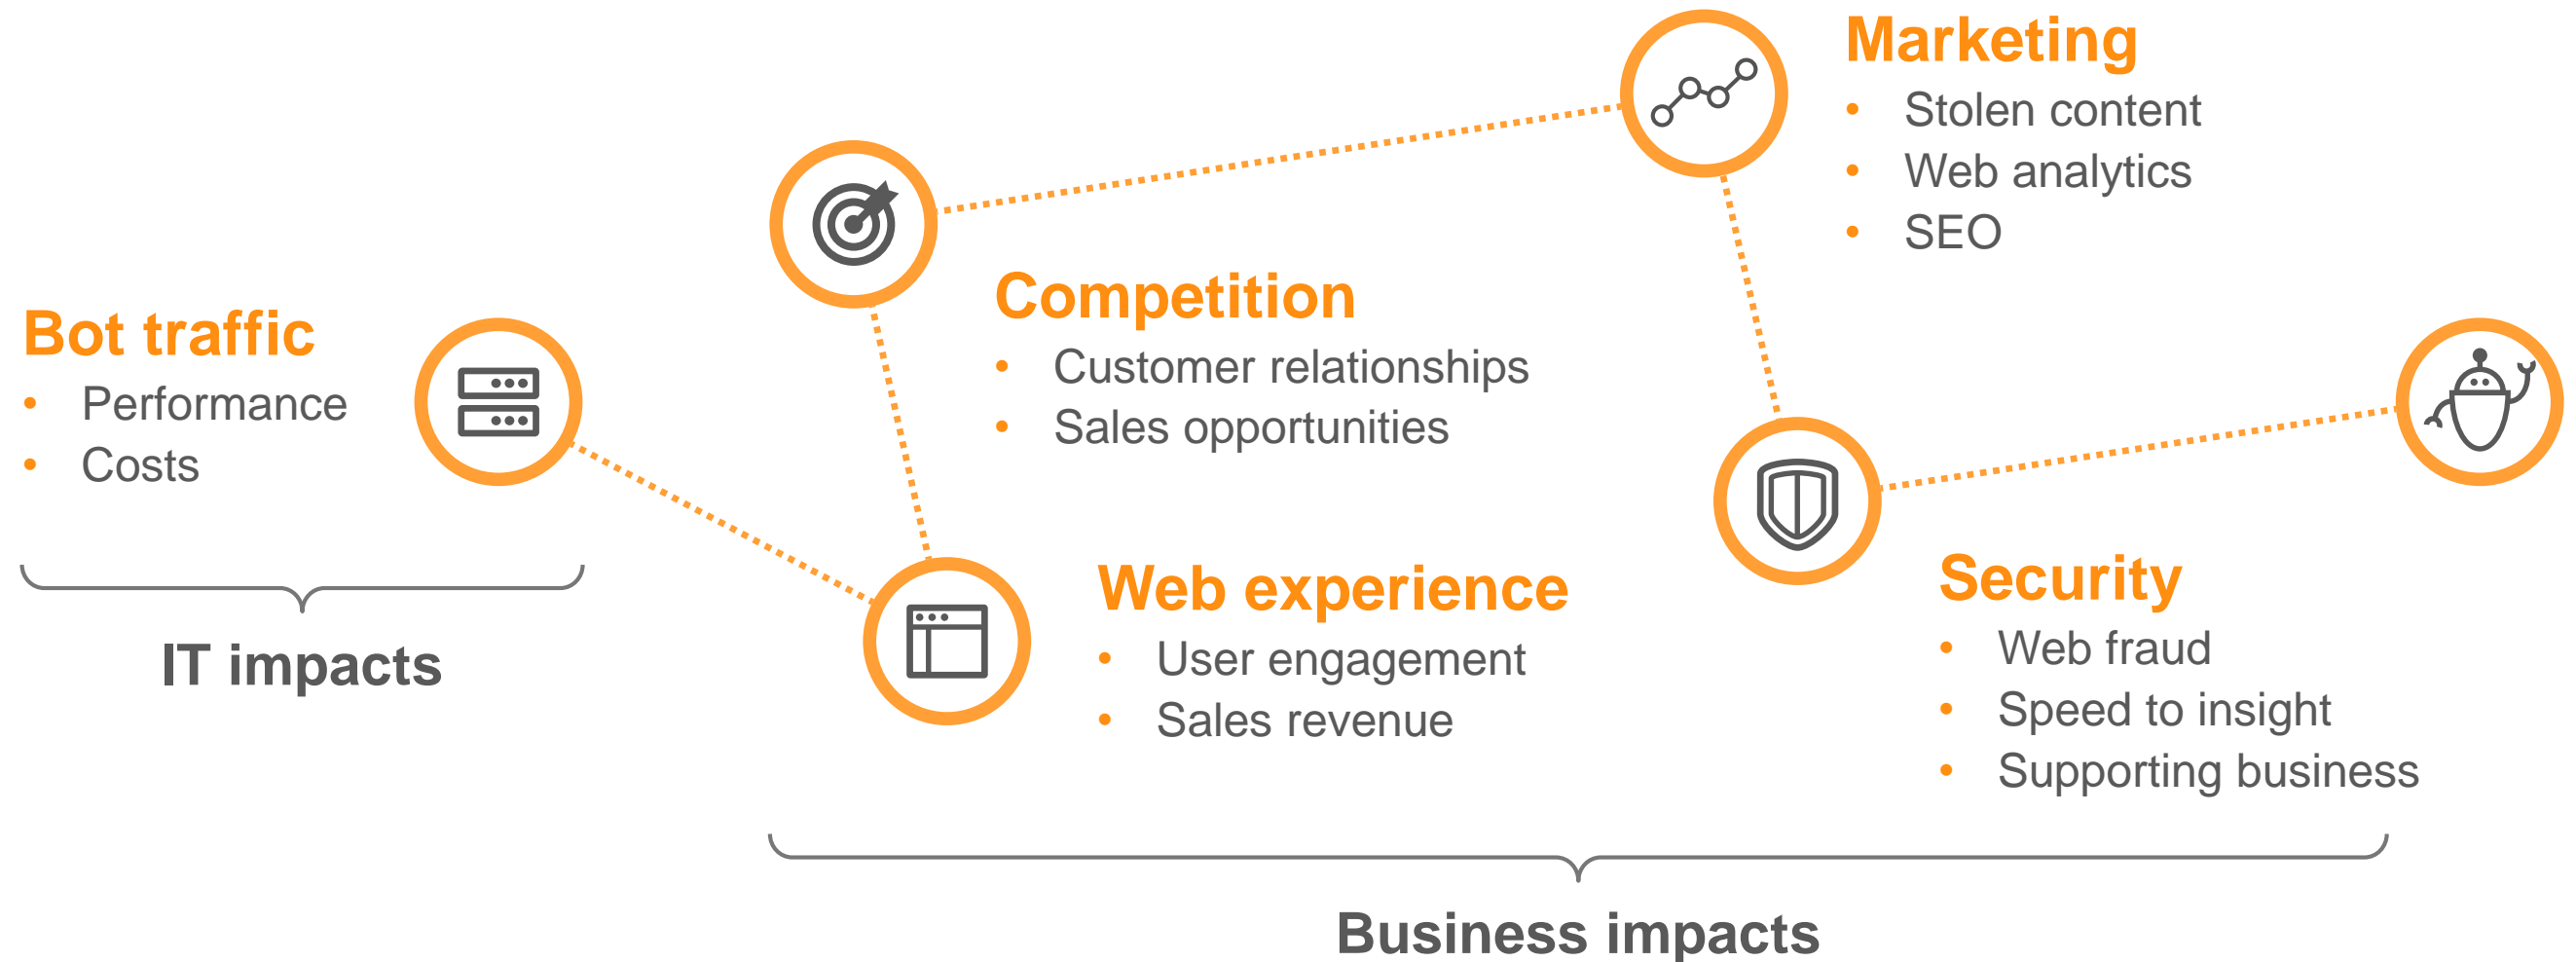 Bot traffic
• Performance
• Costs
IT impacts
Competition
• Customer relationships
• Sales opportunities
Web experience
• User engagement
• Sales revenue
Marketing
• Stolen content
• Web analytics
• SEO
Security
• Web fraud
• Speed to insight
• Supporting business
Business impacts